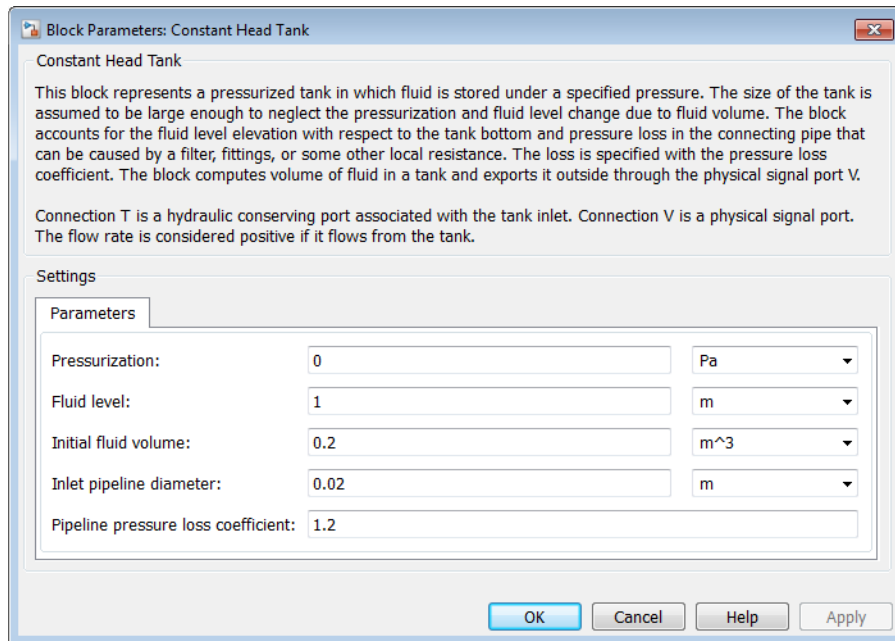 Block Parameters: Constant Head Tank
Constant Head Tank
This block represents a pressurized tank in which fluid is stored under a specified pressure. The size of the tank is
assumed to be large enough to neglect the pressurization and fluid level change due to fluid volume. The block
accounts for the fluid level elevation with respect to the tank bottom and pressure loss in the connecting pipe that
can be caused by a filter, fittings, or some other local resistance. The loss is specified with the pressure loss
coefficient. The block computes volume of fluid in a tank and exports it outside through the physical signal port V.
Connection T is a hydraulic conserving port associated with the tank inlet. Connection V is a physical signal port.
The flow rate is considered positive if it flows from the tank.
Settings
Parameters
Pressurization: 0 Pa
Fluid level: 1 m
Initial fluid volume: 0.2 m^3
Inlet pipeline diameter: 0.02 m
Pipeline pressure loss coefficient: 1.2
OK Cancel Help Apply